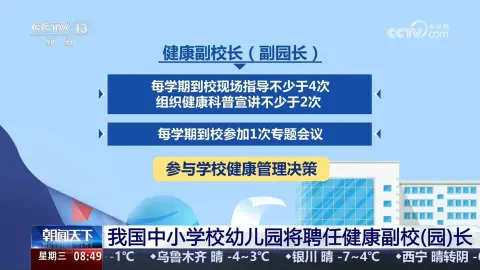 CCTV 13
新闻
CCTV
央视网
健康副校长(副园长)
每学期到校现场指导不少于4次
组织健康科普宣讲不少于2次
每学期到校参加1次专题会议
参与学校健康管理决策
朝闻天下
我国中小学校幼儿园将聘任健康副校(园)长
星期三 08:49 -1℃ 乌鲁木齐 晴 -4~3℃ 银川 晴 -7~4℃ 西宁 晴转阴